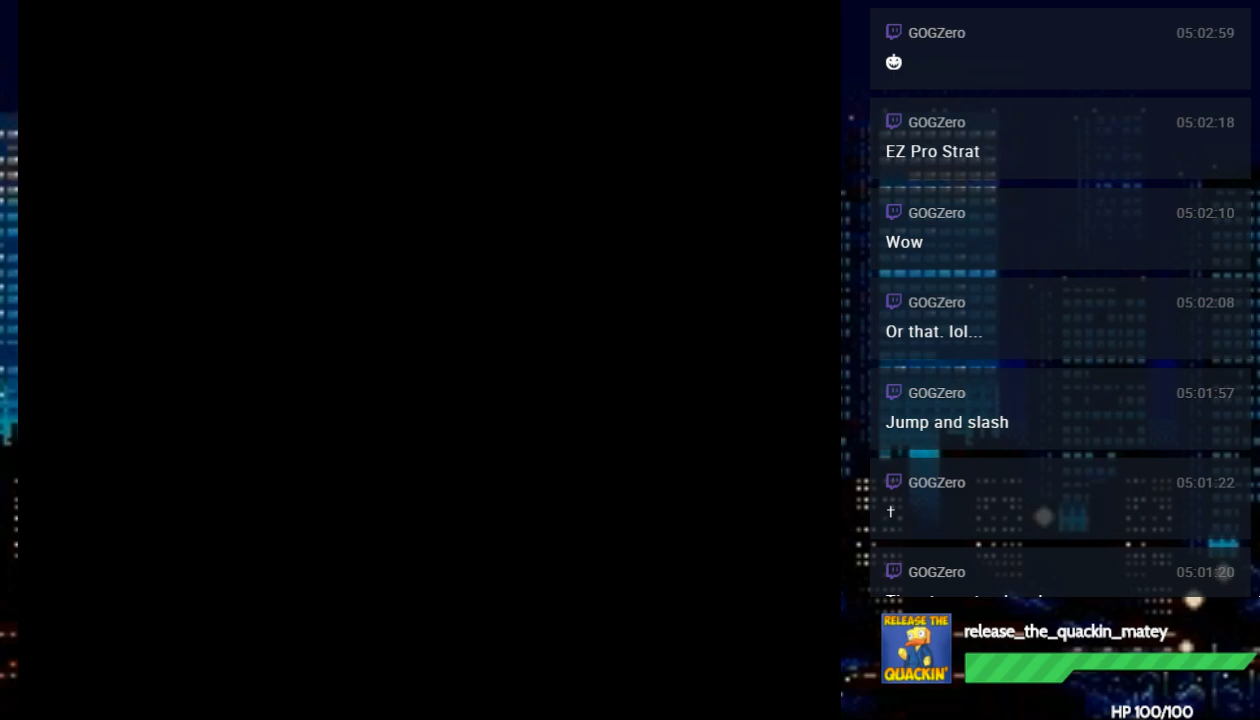 GOGZero 05:02:59
🎃
GOGZero 05:02:18
EZ Pro Strat
GOGZero 05:02:10
Wow
GOGZero 05:02:08
Or that. lol...
GOGZero 05:01:57
Jump and slash
GOGZero 05:01:22
†
GOGZero 05:01:20
RELEASE THE
QUACKIN'
release_the_quackin_matey
HP 100/100